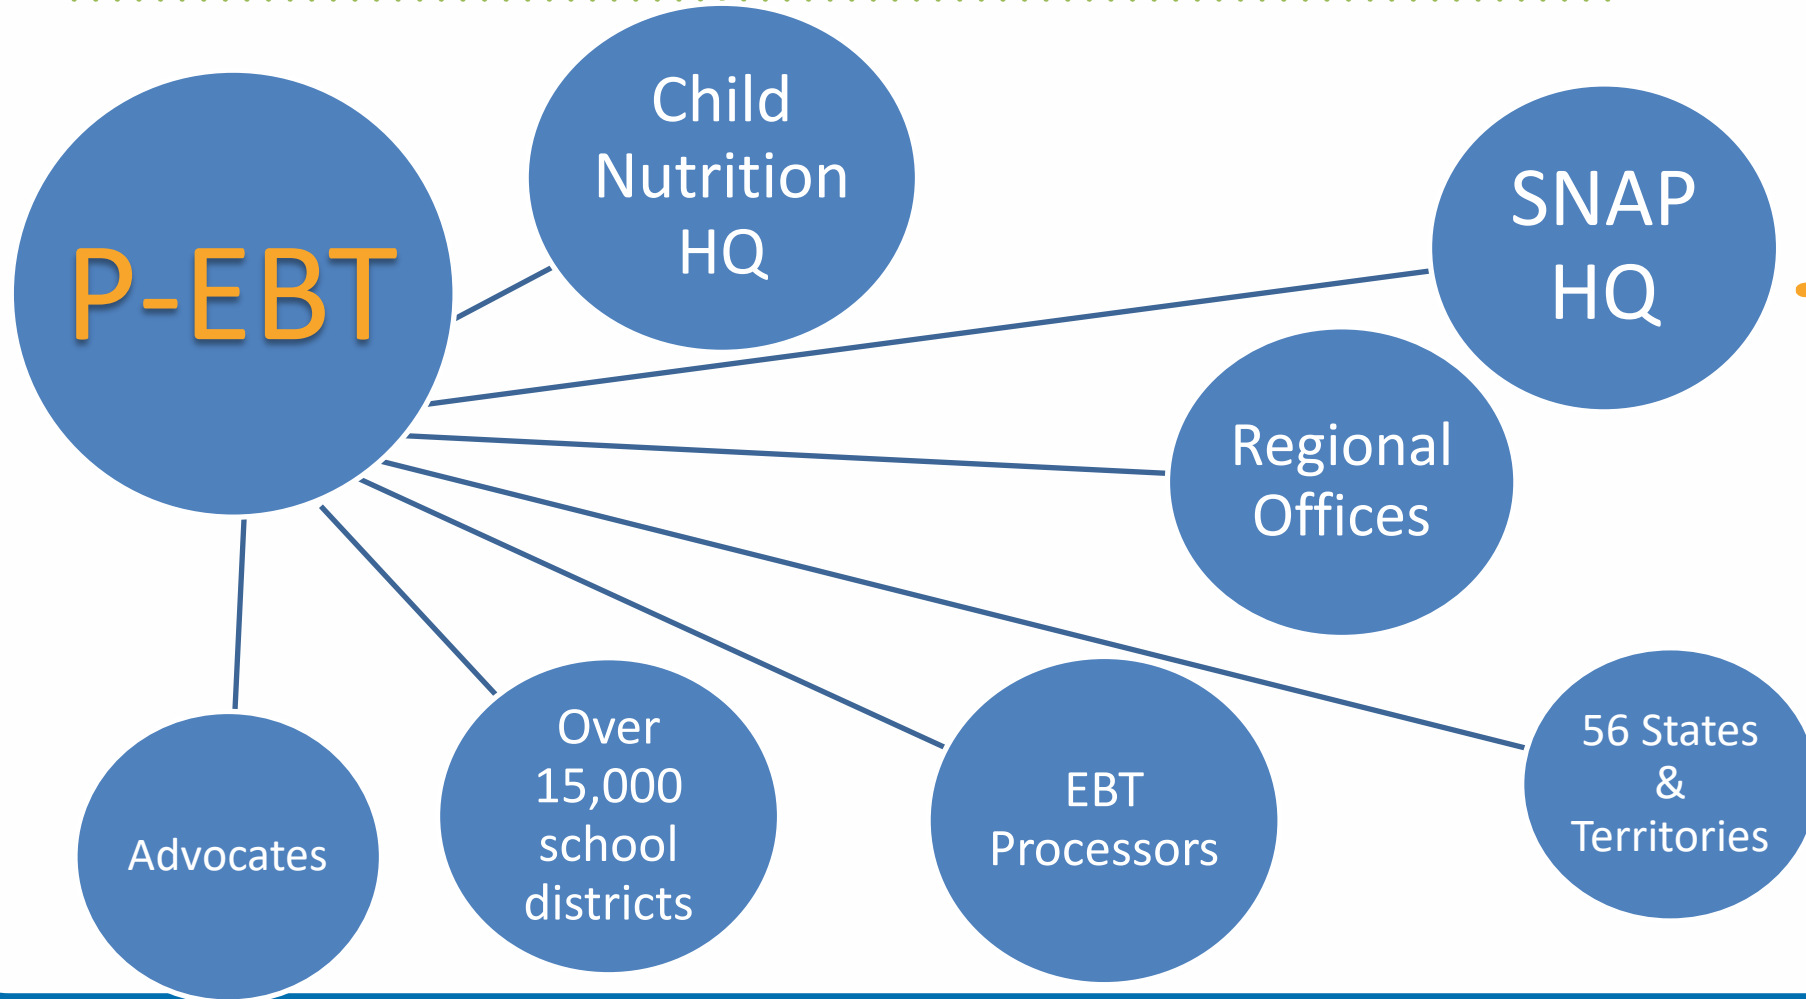 P-EBT
Child
Nutrition
HQ
SNAP
HQ
Regional
Offices
56 States
&
Territories
EBT
Processors
Over
15,000
school
districts
Advocates